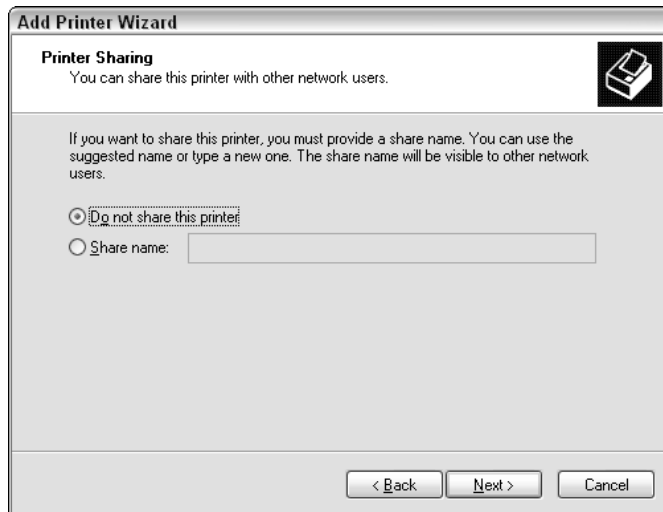 Add Printer Wizard
Printer Sharing
You can share this printer with other network users.
If you want to share this printer, you must provide a share name. You can use the
suggested name or type a new one. The share name will be visible to other network
users.
Do not share this printer
Share name:
< Back Next > Cancel